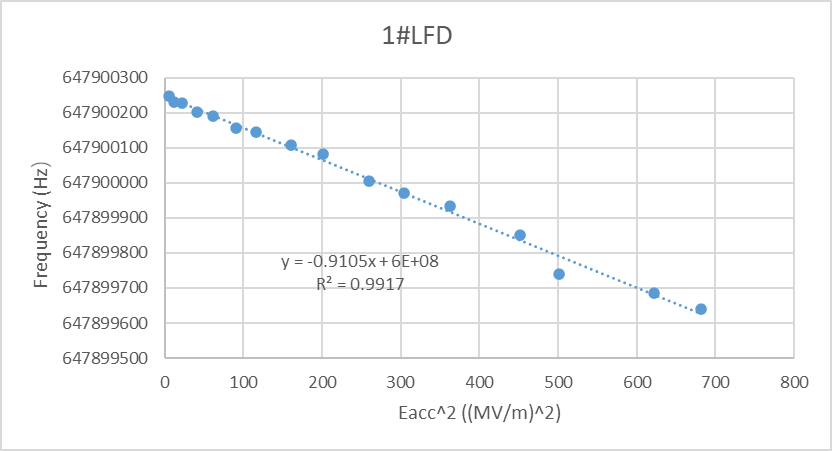 1#LFD
647900300
647900200
647900100
647900000
647899900
647899800
647899700
647899600
647899500
Frequency (Hz)
y = -0.9105x + 6E+08
R² = 0.9917
0 100 200 300 400 500 600 700 800
Eacc^2 ((MV/m)^2)